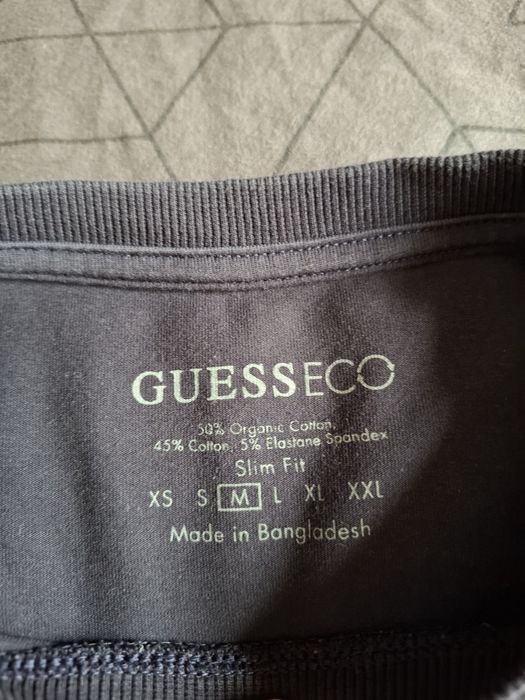 GUESSECO
50% Organic Cotton,
45% Cotton, 5% Elastane Spandex
Slim Fit
XS S M L XL XXL
Made in Bangladesh